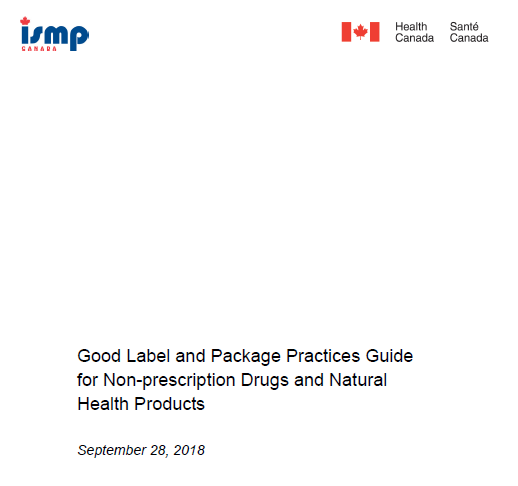 ismp
CANADA
Health
Canada
Santé
Canada
Good Label and Package Practices Guide
for Non-prescription Drugs and Natural
Health Products
September 28, 2018